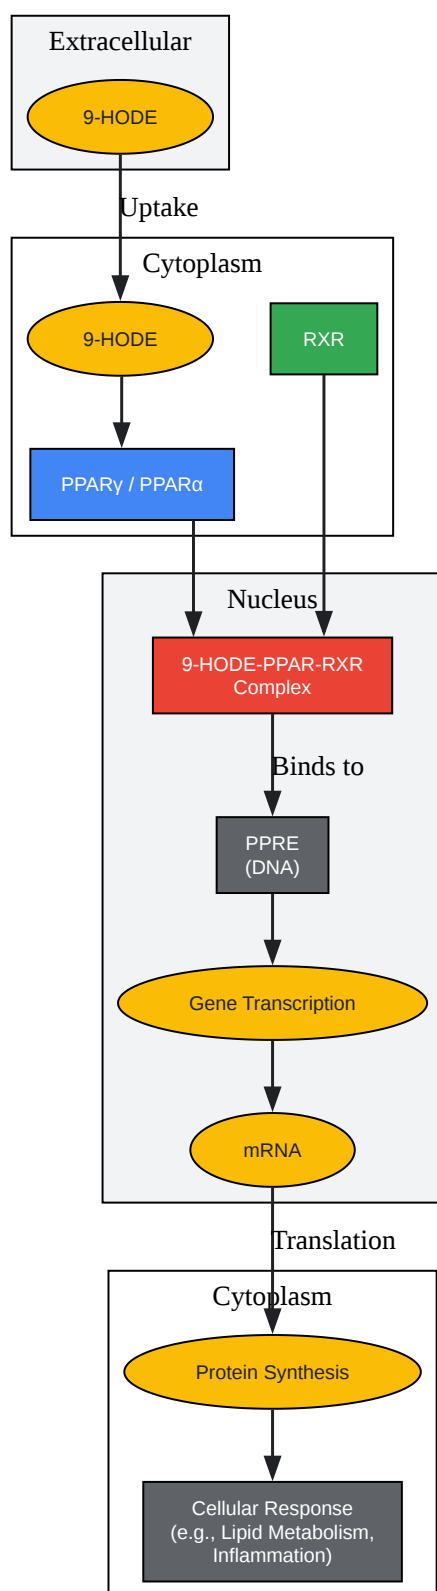 Extracellular
9-HODE
Uptake
Cytoplasm
9-HODE
RXR
PPARγ / PPARα
Nucleus
9-HODE-PPAR-RXR
Complex
Binds to
PPRE
(DNA)
Gene Transcription
mRNA
Translation
Cytoplasm
Protein Synthesis
Cellular Response
(e.g., Lipid Metabolism,
Inflammation)